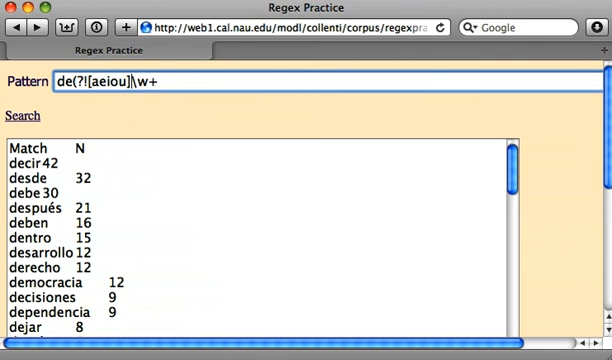 Regex Practice
http://web1.cal.nau.edu/modl/collenti/corpus/regexpra
Google
Regex Practice
Pattern de(?![aeiou]\w+
Search
Match N
decir 42
desde 32
debe 30
después 21
deben 16
dentro 15
desarrollo 12
derecho 12
democracia 12
decisiones 9
dependencia 9
dejar 8